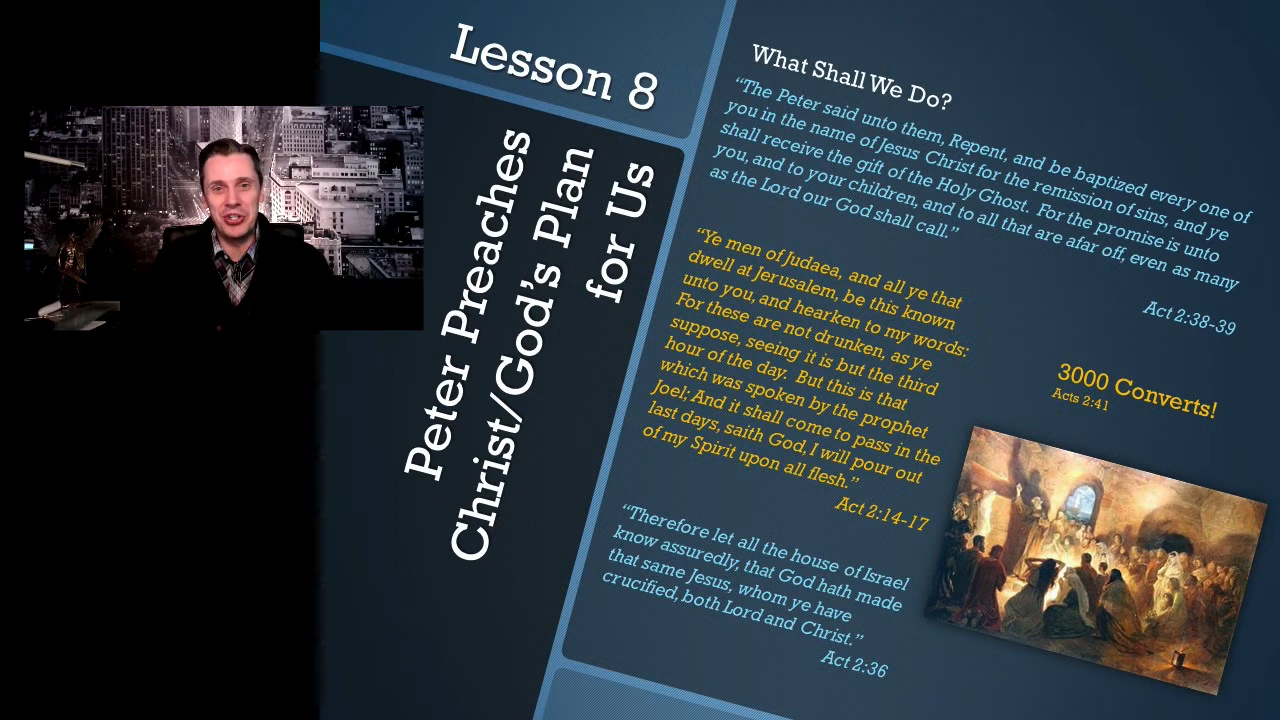 Lesson 8
Peter Preaches
Christ/God's Plan
for Us
What Shall We Do?
“The Peter said unto them, Repent, and be baptized every one of
you in the name of Jesus Christ for the remission of sins, and ye
shall receive the gift of the Holy Ghost.  For the promise is unto
you, and to your children, and to all that are afar off, even as many
as the Lord our God shall call.”
Act 2:38-39
“Ye men of Judaea, and all ye that
dwell at Jerusalem, be this known
unto you, and hearken to my words:
For these are not drunken, as ye
suppose, seeing it is but the third
hour of the day.  But this is that
which was spoken by the prophet
Joel; And it shall come to pass in the
last days, saith God, I will pour out
of my Spirit upon all flesh.”
Act 2:14-17
3000 Converts!
Acts 2:41
“Therefore let all the house of Israel
know assuredly, that God hath made
that same Jesus, whom ye have
crucified, both Lord and Christ.”
Act 2:36